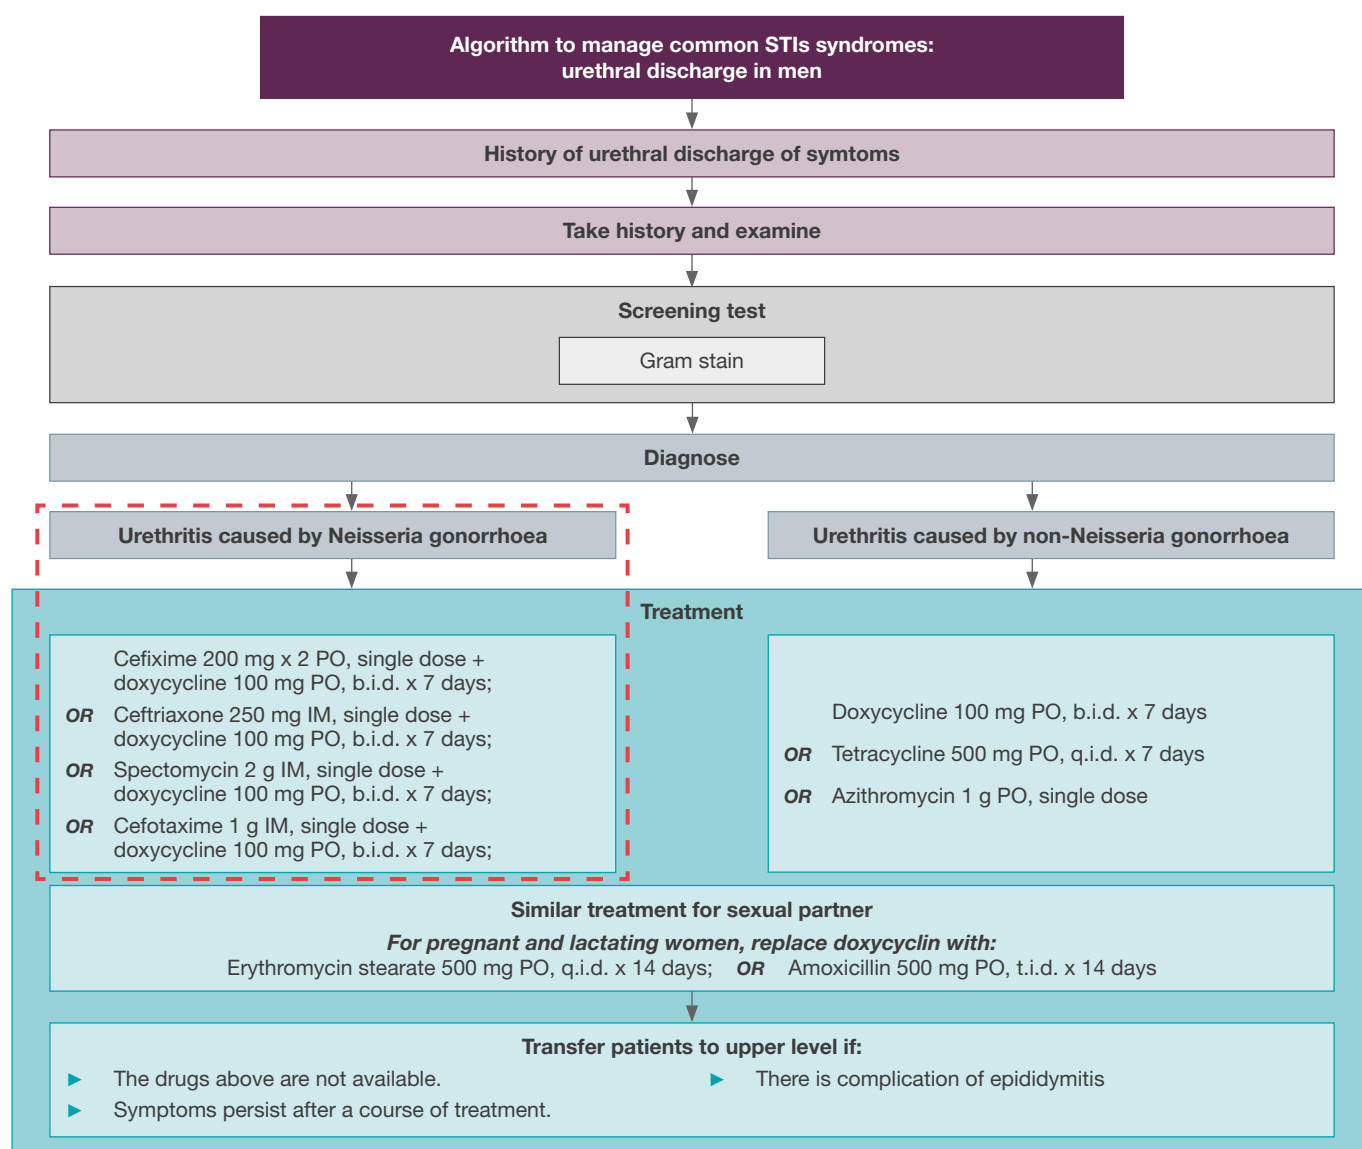 Algorithm to manage common STIs syndromes:
urethral discharge in men
History of urethral discharge of symtoms
Take history and examine
Screening test
Gram stain
Diagnose
Urethritis caused by Neisseria gonorrhoea
Urethritis caused by non-Neisseria gonorrhoea
Treatment
Cefixime 200 mg x 2 PO, single dose +
doxycycline 100 mg PO, b.i.d. x 7 days;
OR Ceftriaxone 250 mg IM, single dose +
doxycycline 100 mg PO, b.i.d. x 7 days;
OR Spectomycin 2 g IM, single dose +
doxycycline 100 mg PO, b.i.d. x 7 days;
OR Cefotaxime 1 g IM, single dose +
doxycycline 100 mg PO, b.i.d. x 7 days;
Doxycycline 100 mg PO, b.i.d. x 7 days
OR Tetracycline 500 mg PO, q.i.d. x 7 days
OR Azithromycin 1 g PO, single dose
Similar treatment for sexual partner
For pregnant and lactating women, replace doxycyclin with:
Erythromycin stearate 500 mg PO, q.i.d. x 14 days; OR Amoxicillin 500 mg PO, t.i.d. x 14 days
Transfer patients to upper level if:
► The drugs above are not available.
► Symptoms persist after a course of treatment.
► There is complication of epididymitis